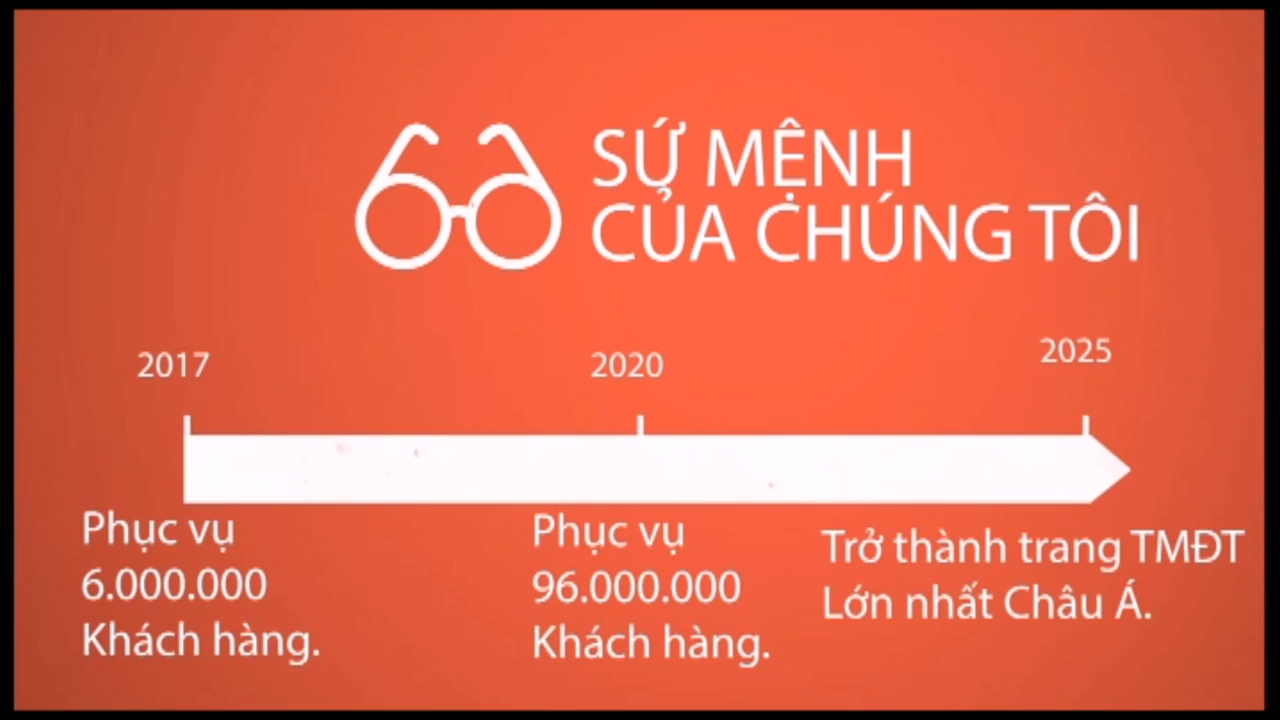 SỨ MỆNH
CỦA CHÚNG TÔI
2017
2020
2025
Phục vụ
6.000.000
Khách hàng.
Phục vụ
96.000.000
Khách hàng.
Trở thành trang TMĐT
Lớn nhất Châu Á.